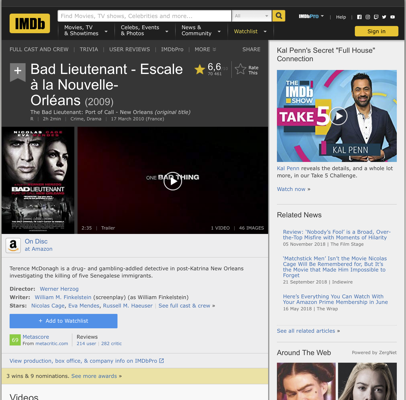 IMDb
Find Movies, TV shows, Celebrities and more...
All
Movies, TV
& Showtimes
Celebs, Events
& Photos
News &
Community
Watchlist
IMDbPro
Help
Sign in
FULL CAST AND CREW
TRIVIA
USER REVIEWS
IMDbPro
MORE
SHARE
Bad Lieutenant - Escale
à la Nouvelle-
Orléans (2009)
6,6
Rate
This
The Bad Lieutenant: Port of Call - New Orleans (original title)
R | 2h 2min | Crime, Drama | 17 March 2010 (France)
NICOLAS CAGE
EVA MENDES
BAD LIEUTENANT
ONE BAD THING
2:35 | Trailer
1 VIDEO | 46 IMAGES
On Disc
at Amazon
Terence McDonagh is a drug- and gambling-addled detective in post-Katrina New Orleans
investigating the killing of five Senegalese immigrants.
Director: Werner Herzog
Writer: William M. Finkelstein (screenplay) (as William Finkelstein)
Stars: Nicolas Cage, Eva Mendes, Russell M. Haeuser | See full cast & crew »
+ Add to Watchlist
69
Metascore
From metacritic.com
Reviews
214 user | 282 critic
View production, box office, & company info on IMDbPro
3 wins & 9 nominations. See more awards »
Videos
Kal Penn's Secret "Full House"
Connection
THE IMDb SHOW
TAKE 5
KAL PENN
Kal Penn reveals the details, and a whole lot
more, in our Take 5 Challenge.
Watch now »
Related News
Review: 'Nobody's Fool' is a Broad, Over-
the-Top Misfire with Moments of Hilarity
05 November 2018 | The Film Stage
'Matchstick Men' Isn't the Movie Nicolas
Cage Will Be Remembered for, But It's
the Movie That Made Him Impossible to
Forget
21 September 2018 | Indiewire
Here's Everything You Can Watch With
Your Amazon Prime Membership in June
16 May 2018 | The Wrap
See all related articles »
Around The Web
Powered by ZergNet